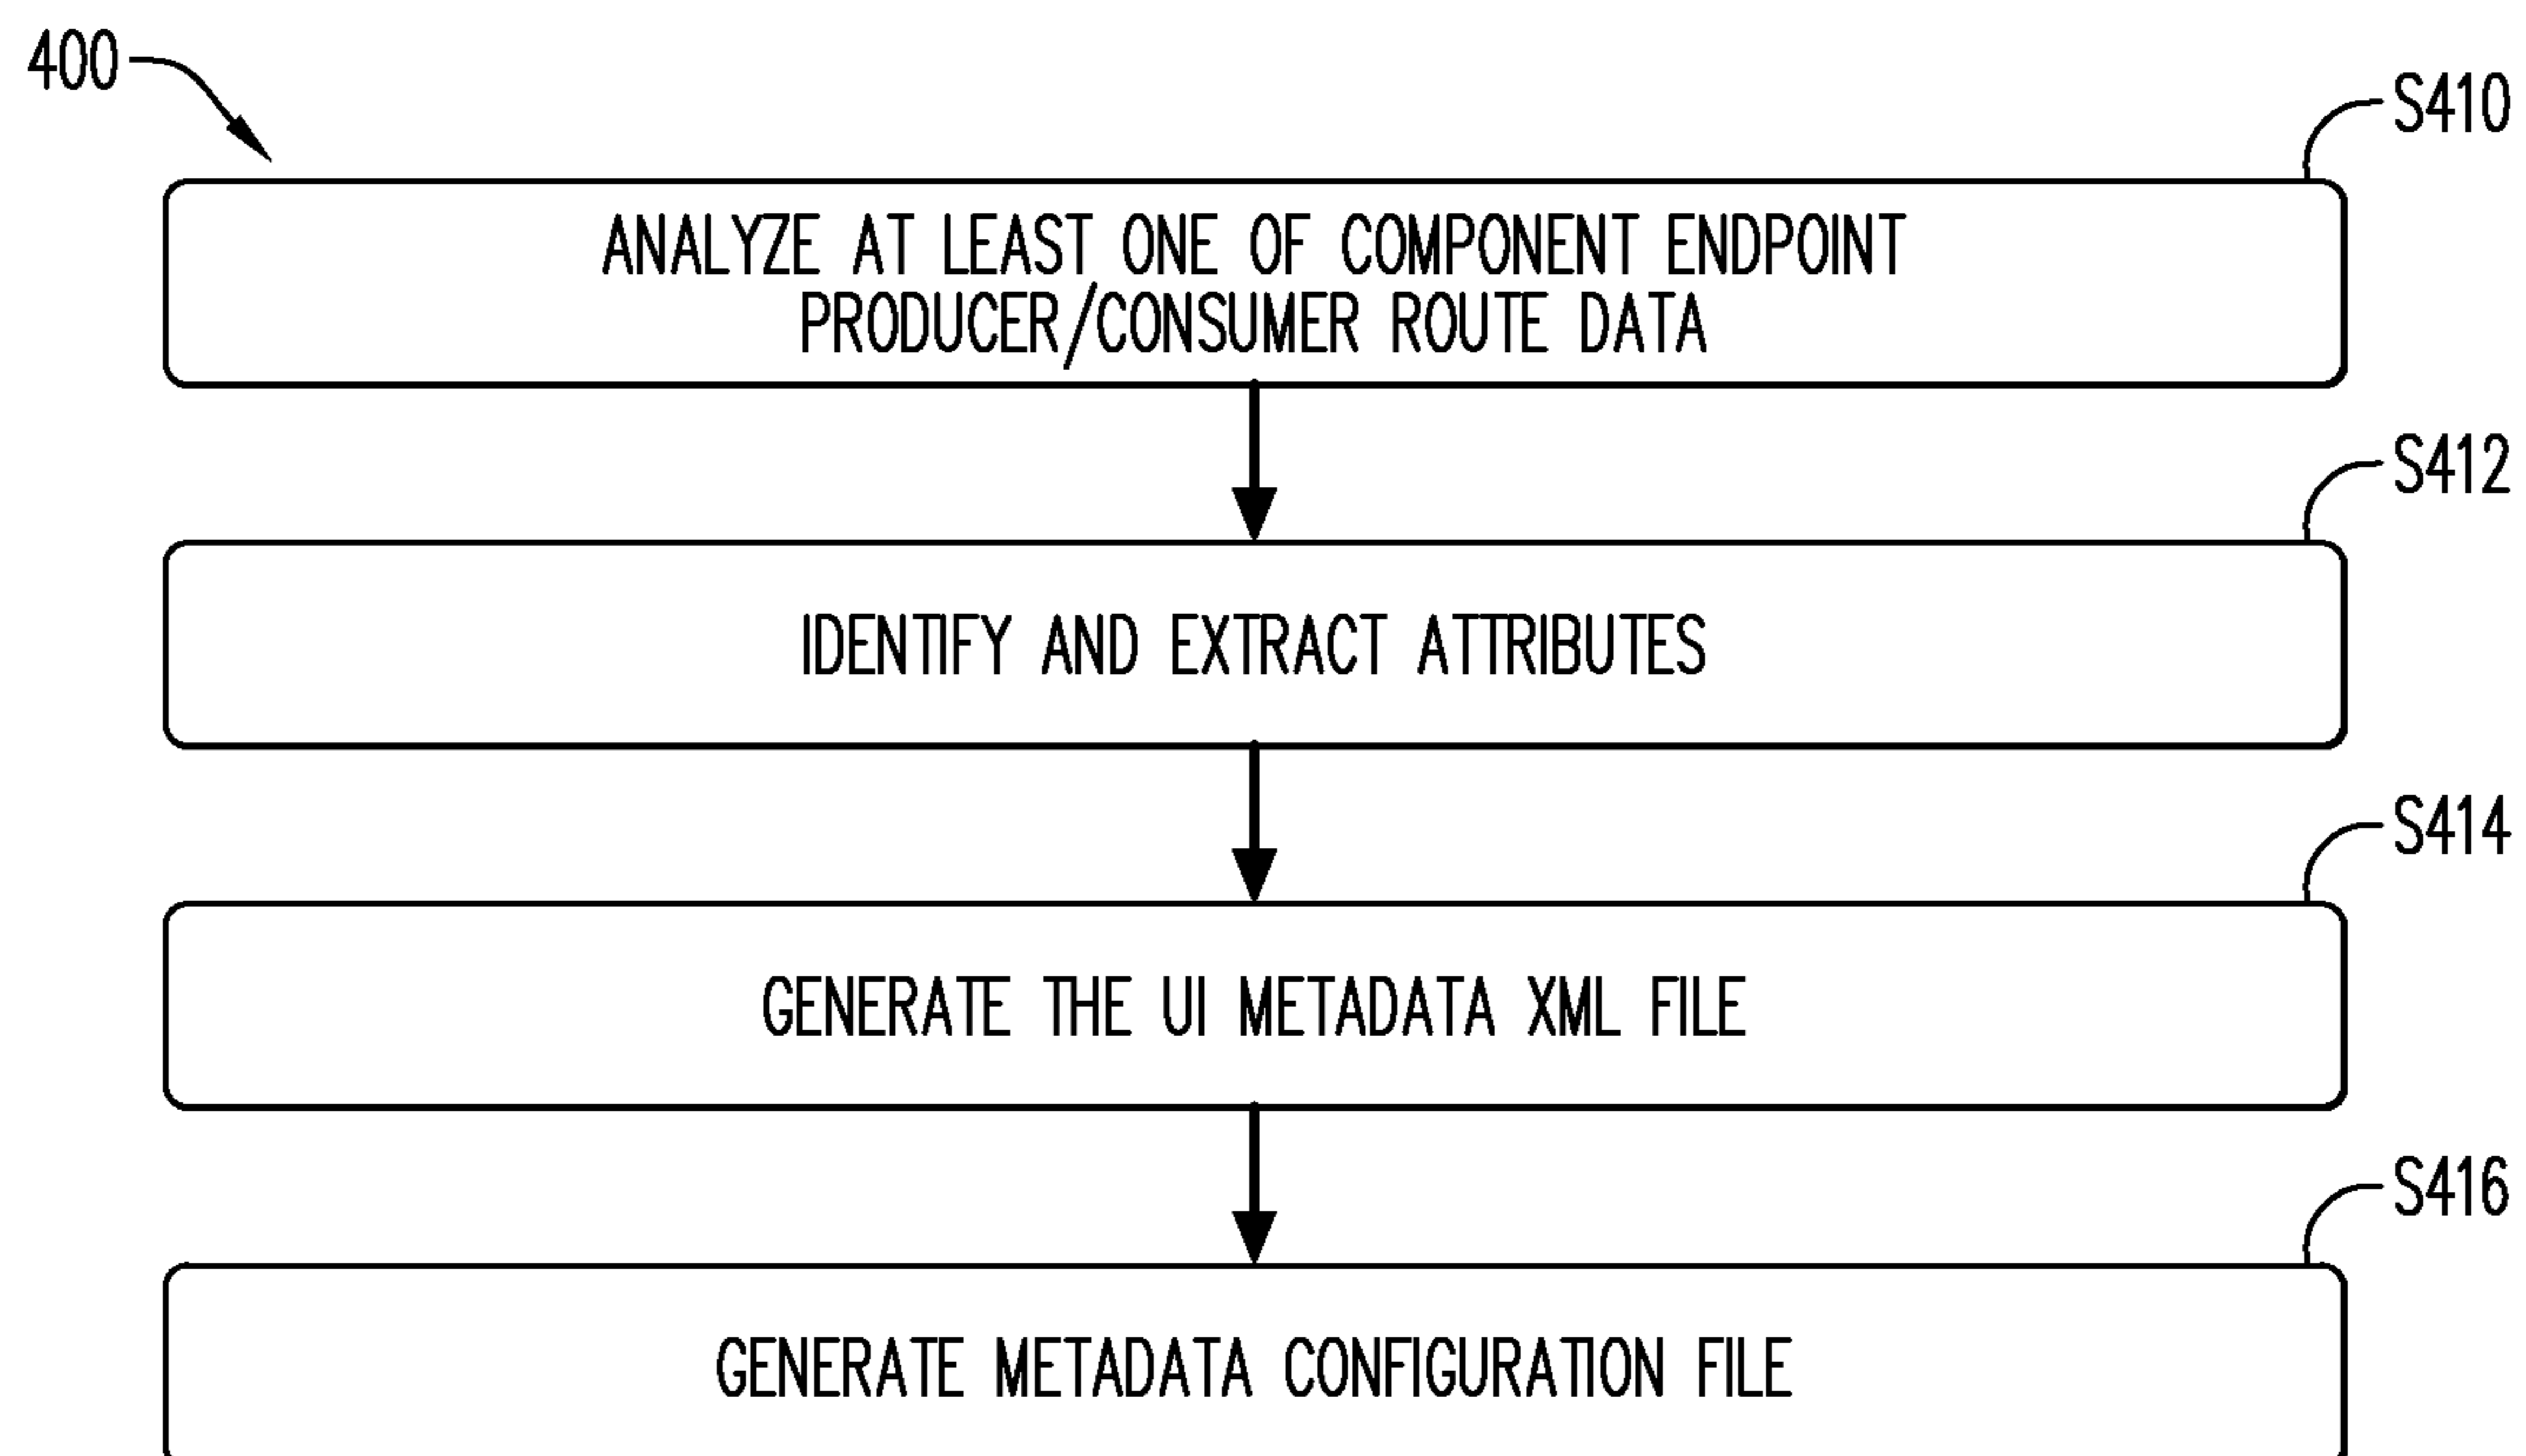 400
S410
ANALYZE AT LEAST ONE OF COMPONENT ENDPOINT
PRODUCER/CONSUMER ROUTE DATA
S412
IDENTIFY AND EXTRACT ATTRIBUTES
S414
GENERATE THE UI METADATA XML FILE
S416
GENERATE METADATA CONFIGURATION FILE